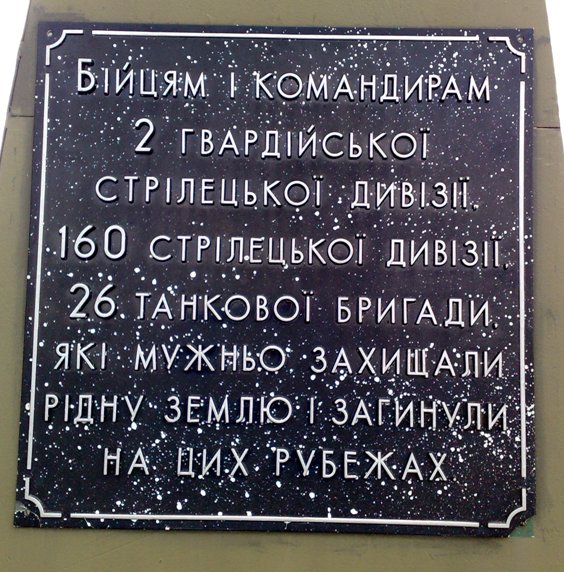 Бійцям і командирам
2 гвардійської
стрілецької дивізії,
160 стрілецької дивізії,
26 танкової бригади,
які мужньо захищали
рідну землю і загинули
на цих рубежах